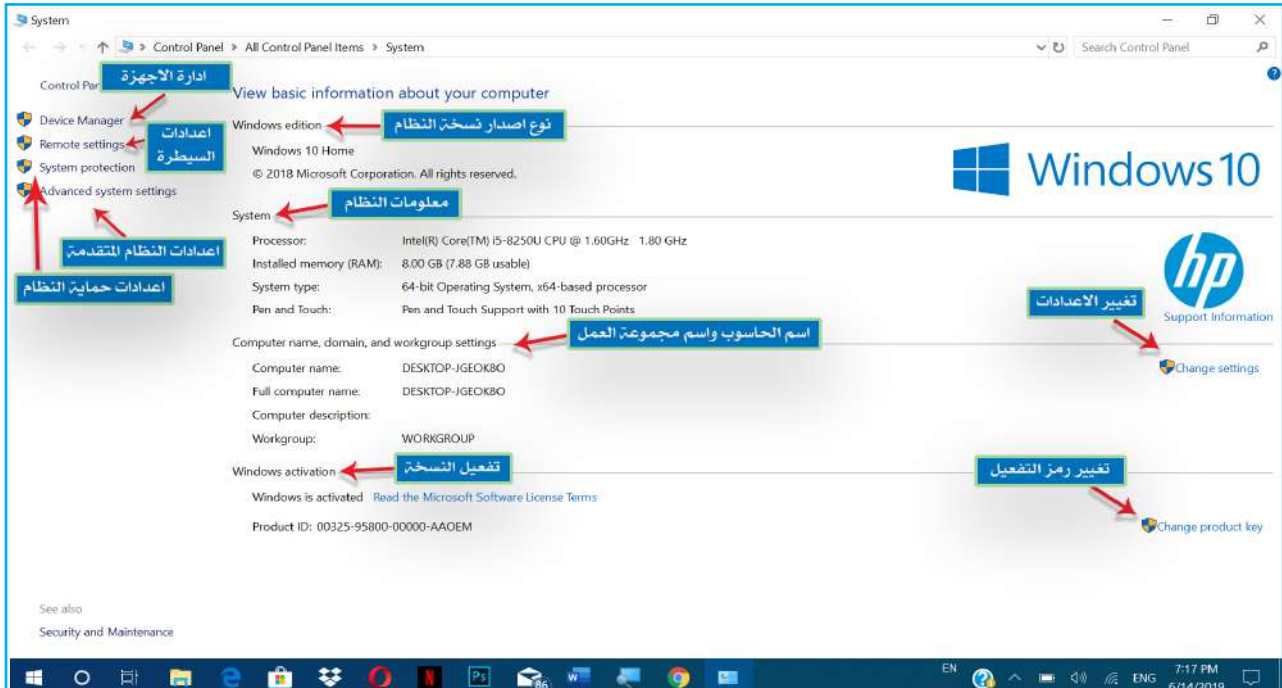 System
Control Panel > All Control Panel Items > System
Search Control Panel
ادارة الاجهزة
View basic information about your computer
Device Manager
Windows edition
نوع اصدار نسخة النظام
Remote settings
اعدادات
السيطرة
Windows 10 Home
System protection
© 2018 Microsoft Corporation. All rights reserved.
Windows 10
Advanced system settings
معلومات النظام
System
Processor: Intel(R) Core(TM) i5-8250U CPU @ 1.60GHz 1.80 GHz
اعدادات النظام المتقدمة
Installed memory (RAM): 8.00 GB (7.88 GB usable)
hp
اعدادات حماية النظام
System type: 64-bit Operating System, x64-based processor
تغيير الاعدادات
Pen and Touch: Pen and Touch Support with 10 Touch Points
Support Information
Computer name, domain, and workgroup settings
اسم الحاسوب واسم مجموعة العمل
Computer name: DESKTOP-JGEOK8O
Change settings
Full computer name: DESKTOP-JGEOK8O
Computer description:
Workgroup: WORKGROUP
Windows activation
تفعيل النسخة
تغيير رمز التفعيل
Windows is activated Read the Microsoft Software License Terms
Product ID: 00325-95800-00000-AAOEM
Change product key
See also
Security and Maintenance
Ps
86
EN
ENG
7:17 PM
6/14/2019